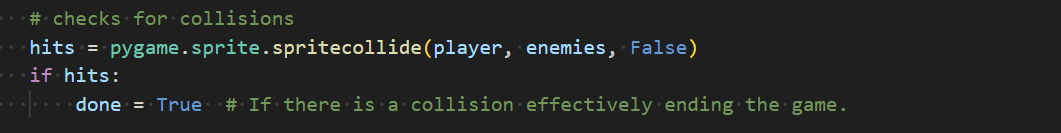 # checks for collisions
hits = pygame.sprite.spritecollide(player, enemies, False)
if hits:
    done = True  # If there is a collision effectively ending the game.